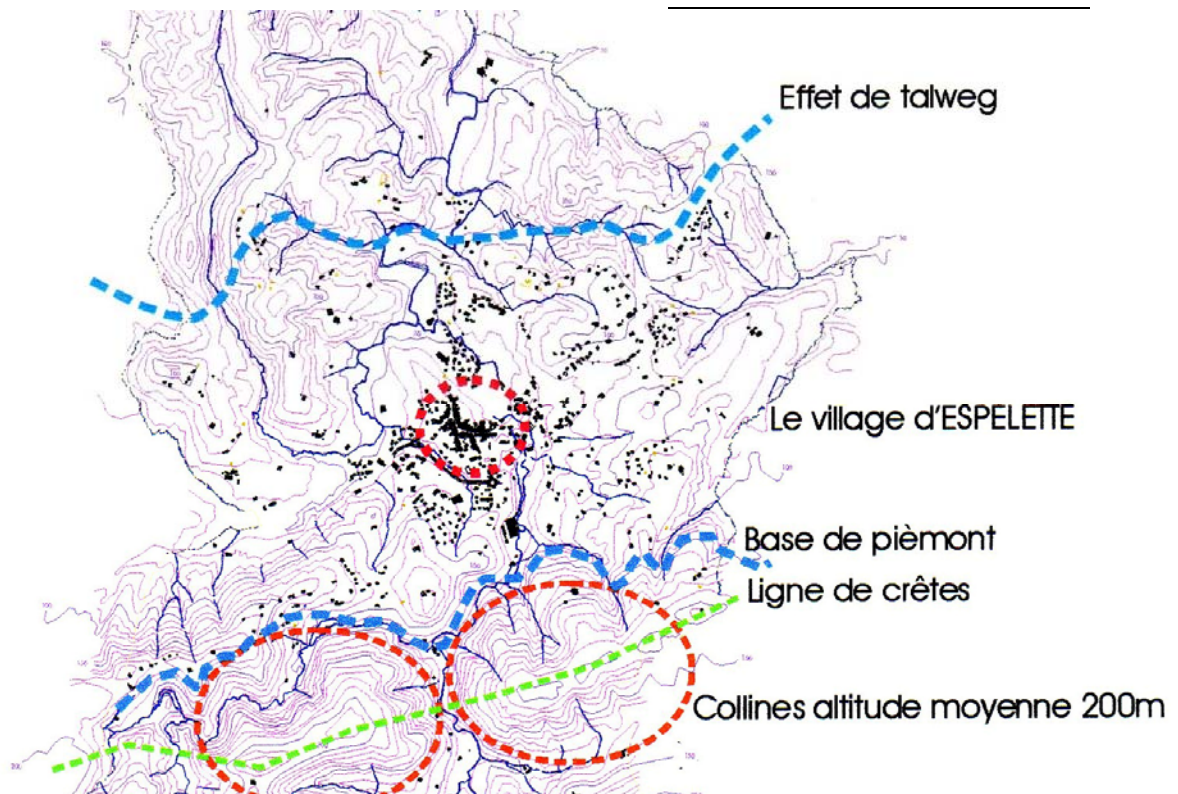 Effet de talweg
Le village d'ESPELETTE
Base de pièmont
Ligne de crêtes
Collines altitude moyenne 200m